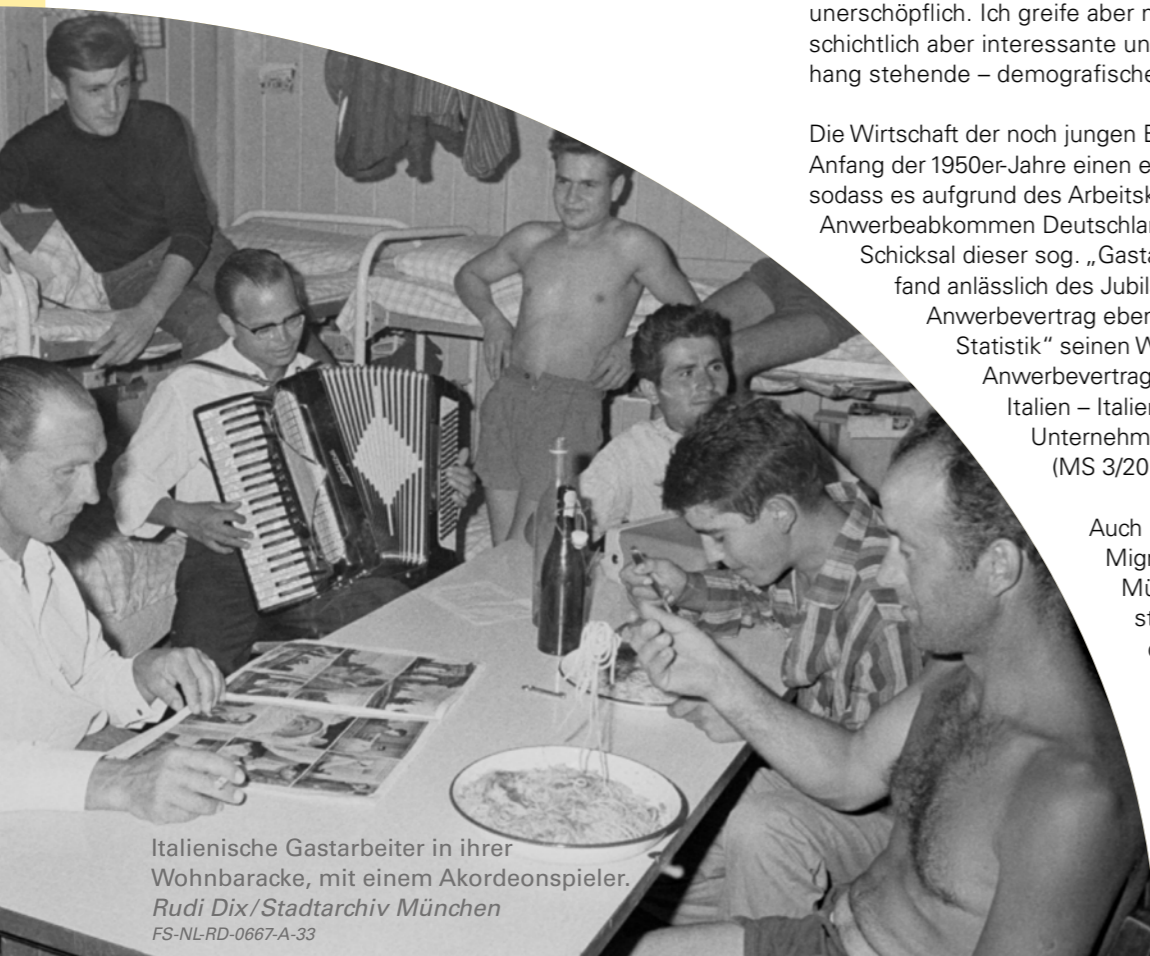 unerschöpflich. Ich greife aber
schichtlich aber interessante un
hang stehende – demografische
Die Wirtschaft der noch jungen
Anfang der 1950er-Jahre einen e
sodass es aufgrund des Arbeitsk
Anwerbeabkommen Deutschlan
Schicksal dieser sog. „Gasta
fand anlässlich des Jubil
Anwerbevertrag eben
Statistik“ seinen W
Anwerbevertrag
Italien – Italien
Unternehm
(MS 3/20
Auch
Migr
Mü
st
Italienische Gastarbeiter in ihrer
Wohnbaracke, mit einem Akordeonspieler.
Rudi Dix/Stadtarchiv München
FS-NL-RD-0667-A-33